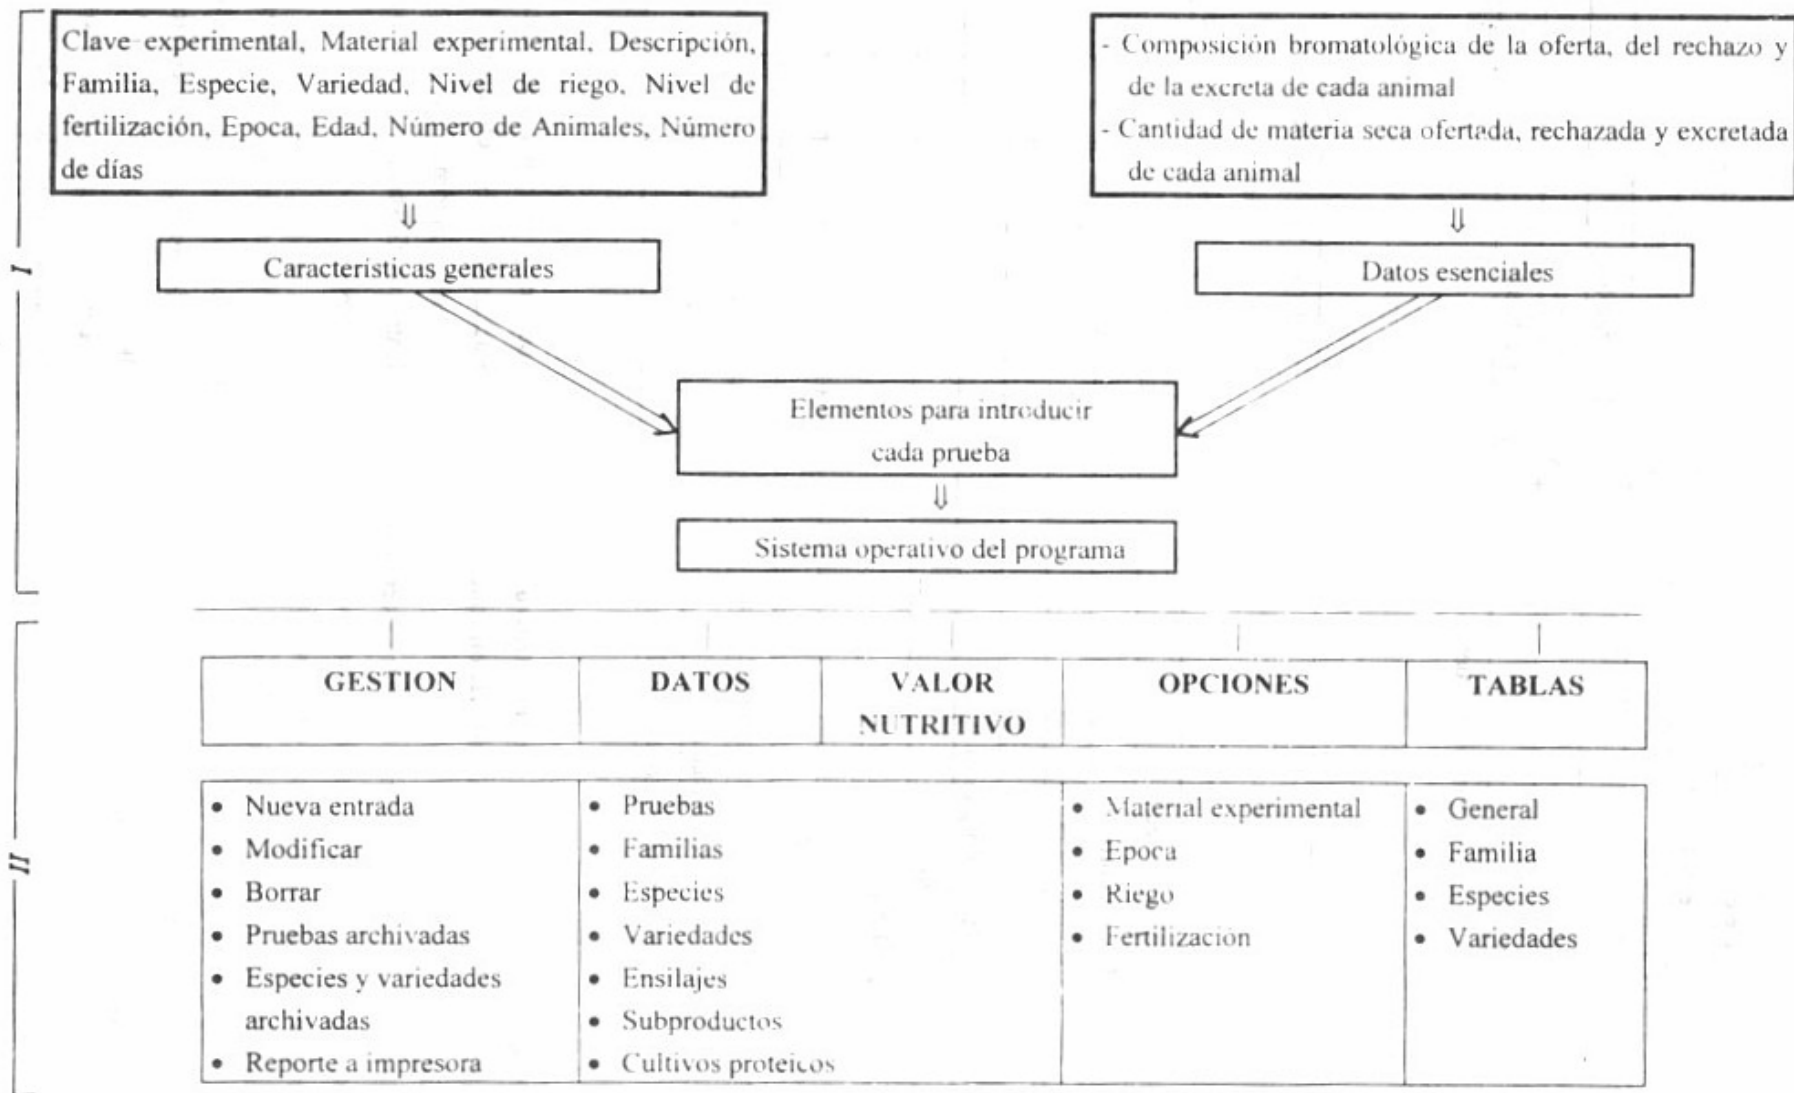 Clave experimental, Material experimental, Descripción,
Familia, Especie, Variedad, Nivel de riego, Nivel de
fertilización, Epoca, Edad, Número de Animales, Número
de días
- Composición bromatológica de la oferta, del rechazo y
de la excreta de cada animal
- Cantidad de materia seca ofertada, rechazada y excretada
de cada animal
I
Caracteristicas generales
Datos esenciales
Elementos para introducir
cada prueba
Sistema operativo del programa
II
GESTION
DATOS
VALOR
NUTRITIVO
OPCIONES
TABLAS
• Nueva entrada
• Modificar
• Borrar
• Pruebas archivadas
• Especies y variedades
archivadas
• Reporte a impresora
• Pruebas
• Familias
• Especies
• Variedades
• Ensilajes
• Subproductos
• Cultivos proteicos
• Material experimental
• Epoca
• Riego
• Fertilización
• General
• Familia
• Especies
• Variedades